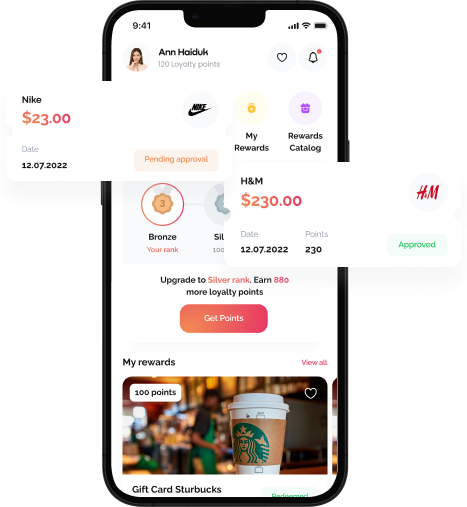 9:41
Ann Haiduk
120 Loyalty points
Nike
$23.00
NIKE
Date
12.07.2022
Pending approval
My
Rewards
Rewards
Catalog
H&M
$230.00
H&M
Date
Points
12.07.2022
230
Approved
3
Bronze
Your rank
Sil
100
Upgrade to Silver rank. Earn 880
more loyalty points
Get Points
My rewards
View all
100 points
Gift Card Sturbucks
Redeemed